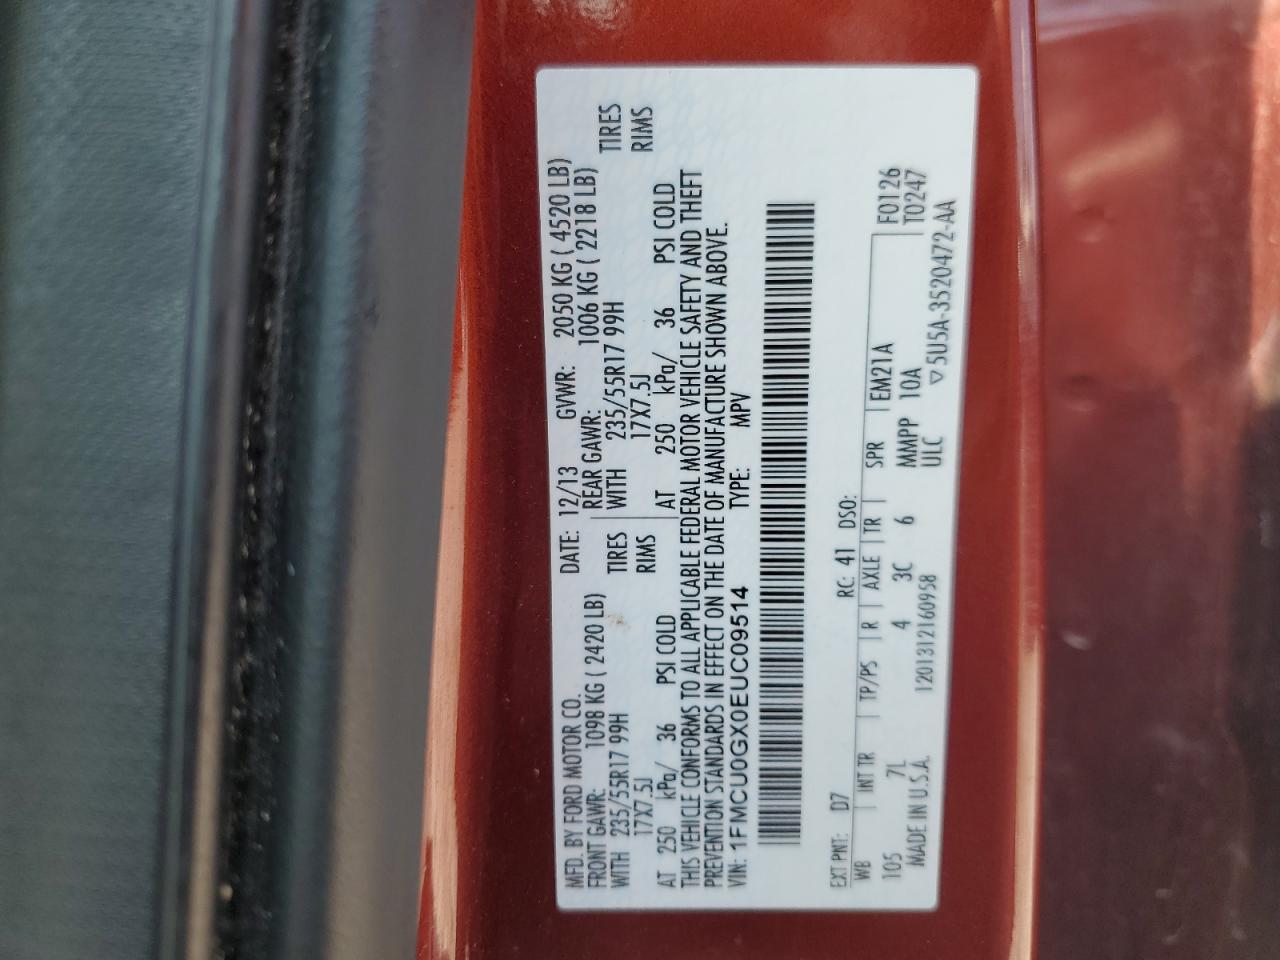 MFD. BY FORD MOTOR CO.
DATE: 12/13 GVWR: 2050 KG ( 4520 LB)
FRONT GAWR: 1098 KG ( 2420 LB) REAR GAWR: 1006 KG ( 2218 LB)
WITH 235/55R17 99H TIRES WITH 235/55R17 99H TIRES
17X7.5J RIMS 17X7.5J RIMS
AT 250 kPa/ 36 PSI COLD AT 250 kPa/ 36 PSI COLD
THIS VEHICLE CONFORMS TO ALL APPLICABLE FEDERAL MOTOR VEHICLE SAFETY AND THEFT
PREVENTION STANDARDS IN EFFECT ON THE DATE OF MANUFACTURE SHOWN ABOVE.
VIN: 1FMCU0GX0EUC09514 TYPE: MPV
EXT PNT: D7 RC: 41 DSO: F0126
WB INT TR TP/PS R AXLE TR SPR EM21A T0247
105 7L 4 3C 6 MMPP 10A
MADE IN U.S.A. 1201312160958 ULC ▽5U5A-3520472-AA